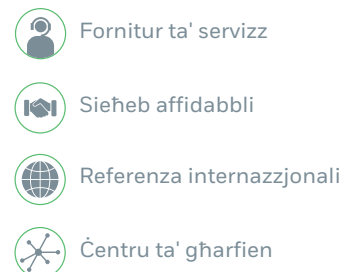 Fornitur ta' servizz
Sieħeb affidabbli
Referenza internazzjonali
Ċentru ta' għarfien